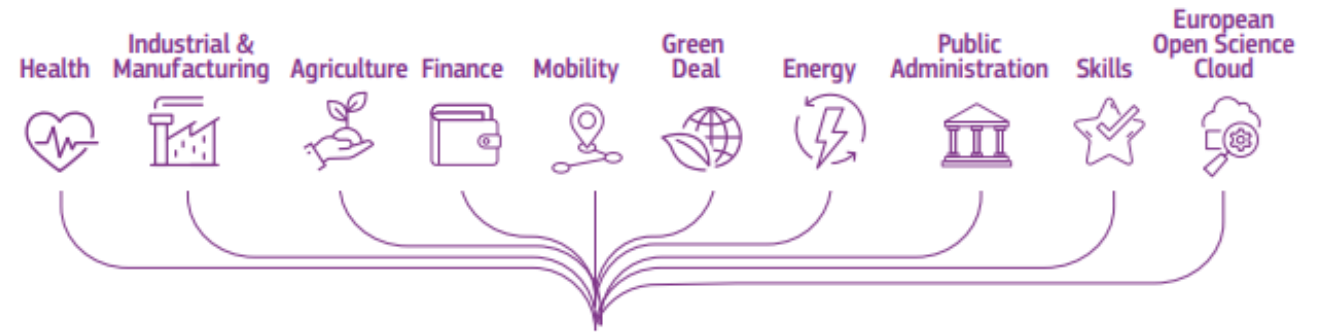 Health
Industrial &
Manufacturing
Agriculture
Finance
Mobility
Green
Deal
Energy
Public
Administration
Skills
European
Open Science
Cloud